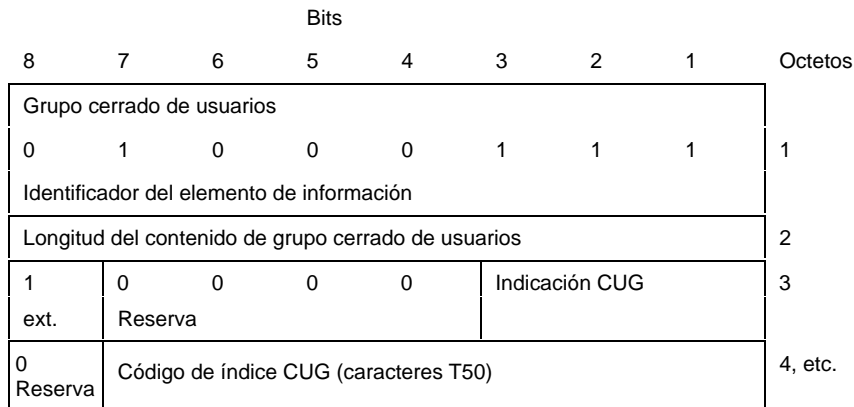 Bits
8 7 6 5 4 3 2 1 Octetos
Grupo cerrado de usuarios
0 1 0 0 0 1 1 1 1
Identificador del elemento de información
Longitud del contenido de grupo cerrado de usuarios 2
1 0 0 0 0 Indicación CUG 3
ext. Reserva
0
Reserva Código de índice CUG (caracteres T50) 4, etc.